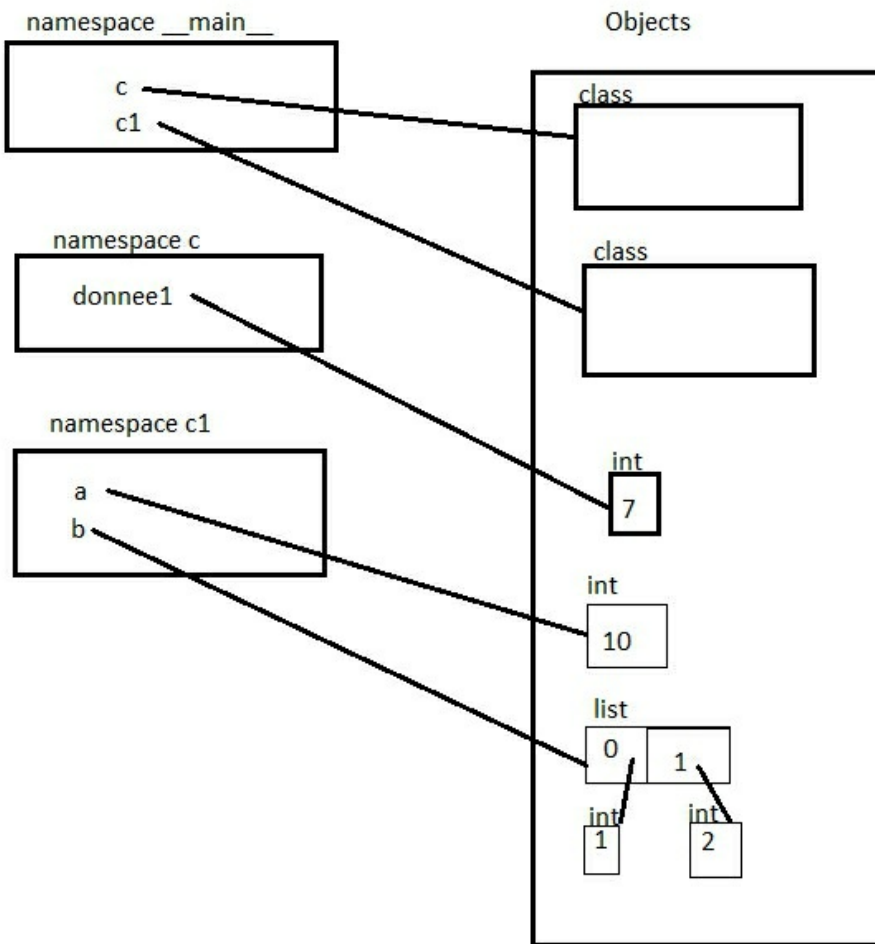 namespace __main__
Objects
c
c1
class
namespace c
donnee1
class
namespace c1
a
b
int
7
int
10
list
0
1
int
int
1
2